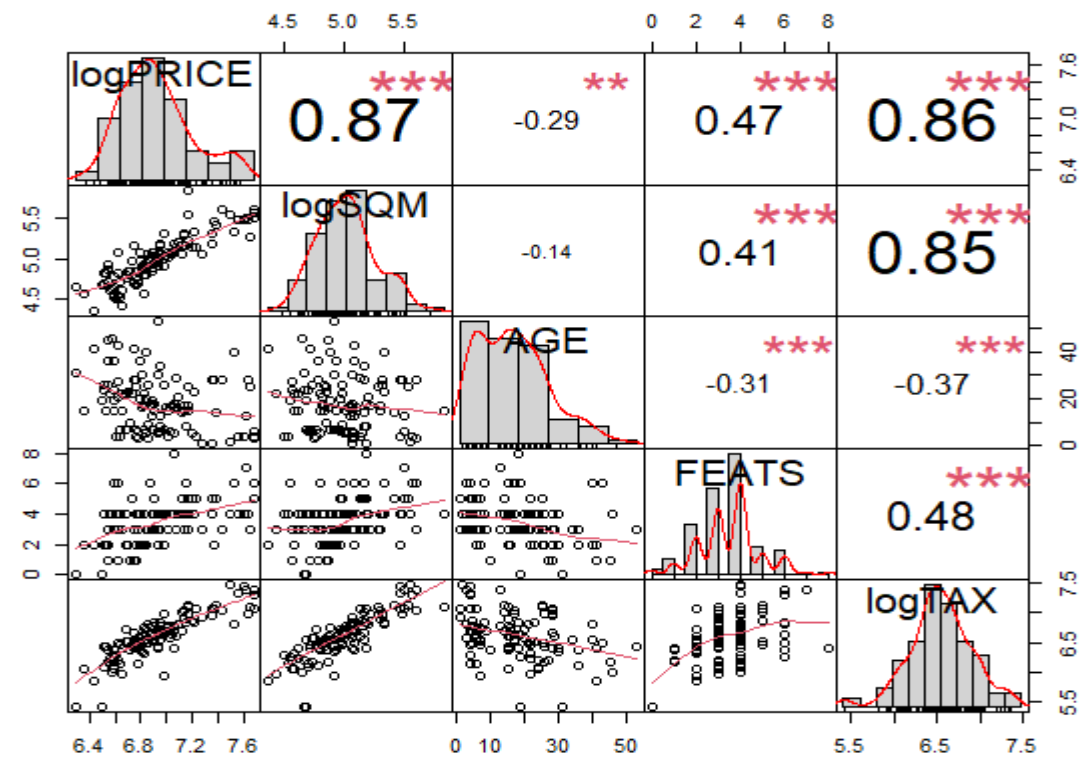 4.5 5.0 5.5 0 2 4 6 8
logPRICE *** 0.87 ** -0.29 *** 0.47 *** 0.86 6.4 7.0 7.6
4.5 5.0 5.5 logSQM -0.14 *** 0.41 *** 0.85
AGE *** -0.31 *** -0.37 0 20 40
0 2 4 6 8 FEATS *** 0.48
logTAX 5.5 6.5 7.5
6.4 6.8 7.2 7.6 0 10 30 50 5.5 6.5 7.5